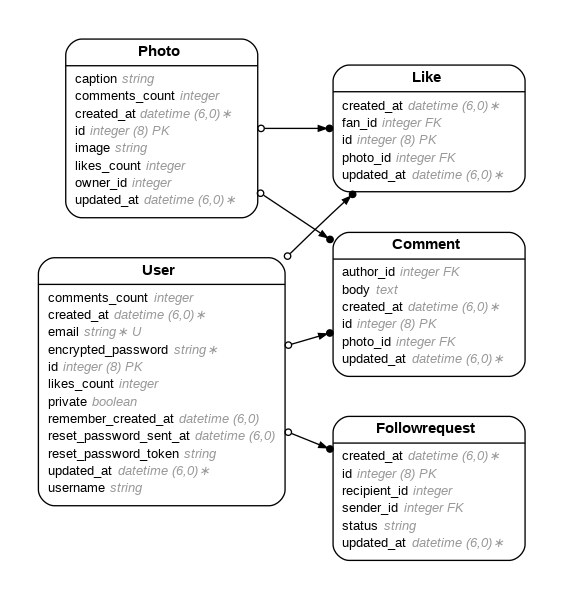 Photo
caption string
comments_count integer
created_at datetime (6,0)∗
id integer (8) PK
image string
likes_count integer
owner_id integer
updated_at datetime (6,0)∗
Like
created_at datetime (6,0)∗
fan_id integer FK
id integer (8) PK
photo_id integer FK
updated_at datetime (6,0)∗
User
comments_count integer
created_at datetime (6,0)∗
email string∗ U
encrypted_password string∗
id integer (8) PK
likes_count integer
private boolean
remember_created_at datetime (6,0)
reset_password_sent_at datetime (6,0)
reset_password_token string
updated_at datetime (6,0)∗
username string
Comment
author_id integer FK
body text
created_at datetime (6,0)∗
id integer (8) PK
photo_id integer FK
updated_at datetime (6,0)∗
Followrequest
created_at datetime (6,0)∗
id integer (8) PK
recipient_id integer
sender_id integer FK
status string
updated_at datetime (6,0)∗